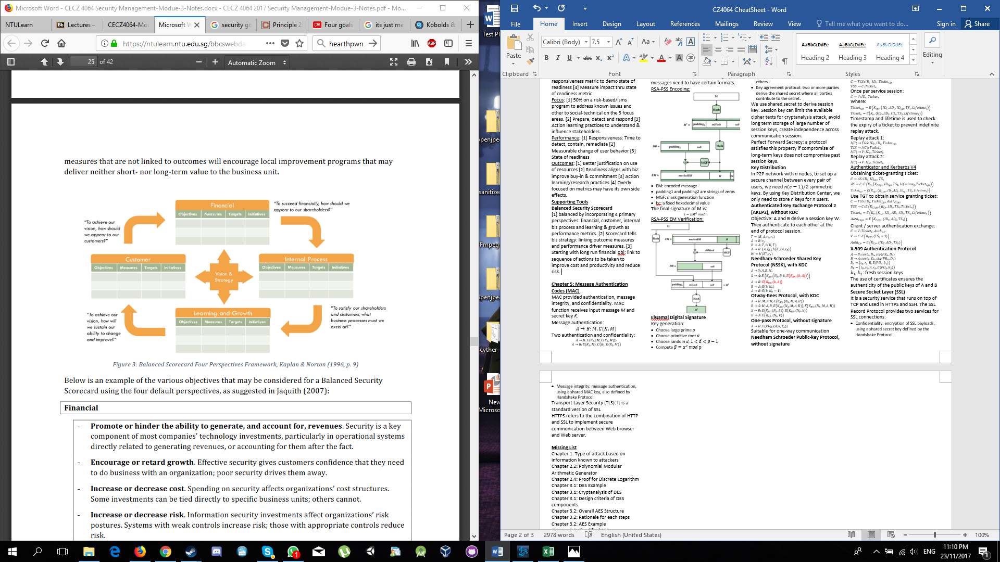 Microsoft Word - CECZ 4064 Security Management-Modue-3-Notes.docx - CECZ 4064 2017 Security Management-Modue-3-Notes.pdf - Mo...
NTULearn
Lectures –
CECZ4064-Mo
Microsoft W
security go
Principle 2
Four goals
its just me
Kobolds &
https://ntulearn.ntu.edu.sg/bbcswebda
hearthpwn
25 of 42
Automatic Zoom
measures that are not linked to outcomes will encourage local improvement programs that may
deliver neither short- nor long-term value to the business unit.
Financial
Objectives Measures Targets Initiatives
"To succeed financially, how should we
appear to our shareholders?"
"To achieve our
vision, how should
we appear to our
customers?"
Customer
Objectives Measures Targets Initiatives
Vision &
Strategy
Internal Process
Objectives Measures Targets Initiatives
"To achieve our
vision, how will
we sustain our
ability to change
and improve?"
Learning and Growth
Objectives Measures Targets Initiatives
"To satisfy our shareholders
and customers, what
business processes must we
excel at?"
Figure 3: Balanced Scorecard Four Perspectives Framework, Kaplan & Norton (1996, p. 9)
Below is an example of the various objectives that may be considered for a Balanced Security
Scorecard using the four default perspectives, as suggested in Jaquith (2007):
Financial
- Promote or hinder the ability to generate, and account for, revenues. Security is a key
component of most companies' technology investments, particularly in operational systems
directly related to generating revenues, or accounting for them after the fact.
- Encourage or retard growth. Effective security gives customers confidence that they need
to do business with an organization; poor security drives them away.
- Increase or decrease cost. Spending on security affects organizations' cost structures.
Some investments can be tied directly to specific business units; others cannot.
- Increase or decrease risk. Information security investments affect organizations' risk
postures. Systems with weak controls increase risk; those with appropriate controls reduce
risk.
Test Pl
openjpe
sanitizer
Ffmpeg
openjpe
scyther-
New
Microso
CZ4064 CheatSheet - Word
File Home Insert Design Layout References Mailings Review View Tell me what you want to do... Sign in Share
Paste
Clipboard
Calibri (Body) 7.5
Font
Paragraph
AaBbCcDdEe AaBbCcDdEe AaBbCcDdEe
Heading 2 Heading 3 Heading 4
Styles
Editing
responsiveness metric to demo state of
readiness [4] Measure impact thru state
of readiness metric
Focus: [1] 50% on a risk-based/isms
program to address known issues and
other to social-technical on the 3 focus
areas. [2] Prepare, detect and respond [3]
Action learning practices to understand &
influence stakeholders.
Performance: [1] Responsiveness: Time to
detect, contain, remediate [2]
Measurable change of user behavior [3]
State of readiness
Outcomes: [1] Better justification on use
of resources [2] Readiness aligns with biz:
improve buy-in & commitment [3] Action
learning/research practices [4] Overly
focused on metrics may have its own side
effects.
Supporting Tools
Balanced Security Scorecard
[1] balanced by incorporating 4 primary
perspectives: financial, customer, internal
biz process and learning & growth as
performance metrics. [2] Scorecard tells
biz strategy: linking outcome measures
and performance driver measures. [3]
Starting with long run financial obj: link to
sequence of actions to be taken to
improve cost and productivity and reduce
risk.
Chapter 5: Message Authentication
Codes (MAC)
MAC provided authentication, message
integrity, and confidentiality. MAC
function receives input message M and
secret key K.
Message authentication:
A → B: M, C(K, M)
Two authentication and confidentiality:
A → B: E(K₂, [M, C(K₁, M)])
A → B: E(K₂, M), C(K₁, E(K₂, M))
messages need to have certain formats.
RSA-PSS Encoding:
M
Hash
M' = padding₁ mHash salt
DB = padding₂ salt
Hash
MGF
EM = maskedDB H bc
• EM: encoded message
• padding1 and padding2 are strings of zeros
• MGF: mask generation function
• bc: a fixed hexadecimal value
The final signature of M is:
s = EMᵈ mod n
RSA-PSS EM Verification:
M
Hash
EM = maskedDB H
dbMask
MGF
DB = salt
padding₁ mHash salt = M'
Hash
H'
ElGamal Digital Signature
Key generation:
• Choose large prime p
• Choose primitive root α
• Choose random d, 1 < d < p − 1
• Compute β = αᵈ mod p
others.
• Key agreement protocol: two or more parties
derive the shared secret where all parties
contribute to the secret.
We use shared secret to derive session
key. Session key can limit the available
cipher texts for cryptanalysis attack, avoid
long term storage of large number of
session keys, create independence across
communication session.
Perfect Forward Secrecy: a protocol
satisfies this property if compromise of
long-term keys does not compromise past
session keys.
Key Distribution
In P2P network with n nodes, to set up a
secure channel between every pair of
users, we need n(c − 1)/2 symmetric
keys. By using Key Distribution Center, we
only need to store n keys for n users.
Authenticated Key Exchange Protocol 2
(AKEP2), without KDC
Objective: A and B derive a session key W.
They authenticate to each other at the
end of protocol session.
Needham-Schroeder Shared Key
Protocol (NSSK), with KDC
Otway-Rees Protocol, with KDC
One-pass Protocol, without signature
Suitable for one-way communication
Needham Schroeder Public-key Protocol,
without signature
Once per service session:
Where:
Timestamp and lifetime is used to check
the expiry of a ticket to prevent indefinite
replay attack.
Replay attack 1:
Replay attack 2:
Authenticator and Kerberos V4
Obtaining ticket-granting ticket:
Use TGT to obtain service granting ticket:
Client / server authentication exchange:
X.509 Authentication Protocol
k₁, k₂: fresh session keys
The use of certificates ensures the
authenticity of the public keys of A and B
Secure Socket Layer (SSL)
It is a security service that runs on top of
TCP and used in HTTPS and SSH. The SSL
Record Protocol provides two services for
SSL connections:
• Confidentiality: encryption of SSL payloads,
using a shared secret key defined by the
Handshake Protocol.
• Message integrity: message authentication,
using a shared MAC key, also defined by
Handshake Protocol.
Transport Layer Security (TLS): It is a
standard version of SSL
HTTPS refers to the combination of HTTP
and SSL to implement secure
communication between Web browser
and Web server.
Missing List
Chapter 1: Type of attack based on
information known to attackers
Chapter 2.2: Polynomial Modular
Arithmetic Generator
Chapter 2.4: Proof for Discrete Logarithm
Chapter 3.1: DES Example
Chapter 3.1: Cryptanalysis of DES
Chapter 3.1: Design criteria of DES
components
Chapter 3.2: Overall AES Structure
Chapter 3.2: Rationale for each steps
Chapter 3.2: AES Example
Page 2 of 3 2978 words English (United States) 100%
ENG
11:10 PM
23/11/2017